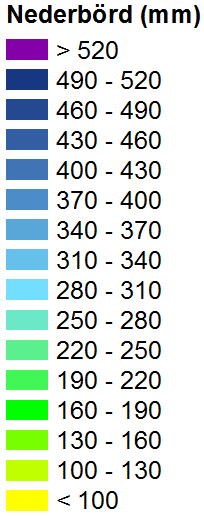 Nederbörd (mm)
> 520
490 - 520
460 - 490
430 - 460
400 - 430
370 - 400
340 - 370
310 - 340
280 - 310
250 - 280
220 - 250
190 - 220
160 - 190
130 - 160
100 - 130
< 100